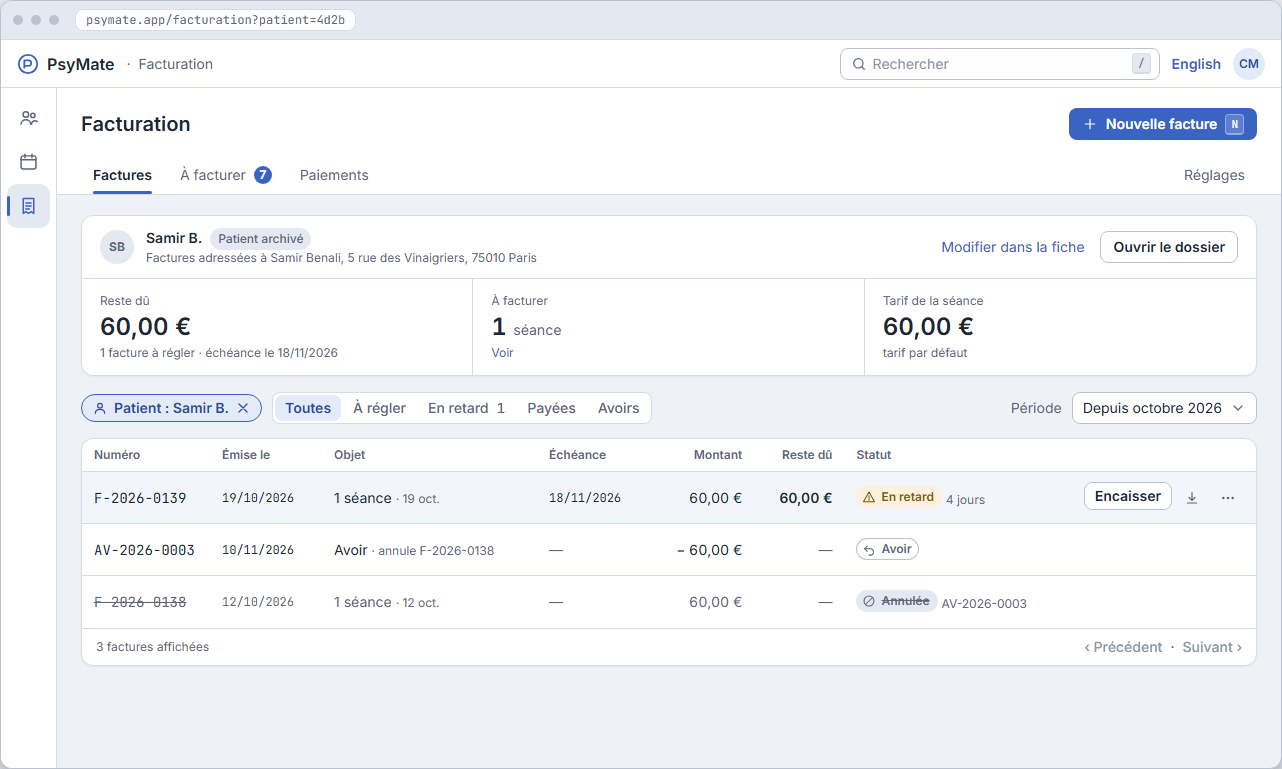 psymate.app/facturation?patient=4d2b
PsyMate · Facturation
Rechercher /
English
CM
Facturation
+ Nouvelle facture N
Factures
À facturer 7
Paiements
Réglages
SB
Samir B. Patient archivé
Factures adressées à Samir Benali, 5 rue des Vinaigriers, 75010 Paris
Modifier dans la fiche
Ouvrir le dossier
Reste dû
60,00 €
1 facture à régler · échéance le 18/11/2026
À facturer
1 séance
Voir
Tarif de la séance
60,00 €
tarif par défaut
Patient : Samir B.
Toutes À régler En retard 1 Payées Avoirs
Période Depuis octobre 2026
Numéro Émise le Objet Échéance Montant Reste dû Statut
F-2026-0139 19/10/2026 1 séance · 19 oct. 18/11/2026 60,00 € 60,00 € En retard 4 jours Encaisser ···
AV-2026-0003 10/11/2026 Avoir · annule F-2026-0138 — – 60,00 € — Avoir
F-2026-0138 12/10/2026 1 séance · 12 oct. — 60,00 € — Annulée AV-2026-0003
3 factures affichées
‹ Précédent · Suivant ›